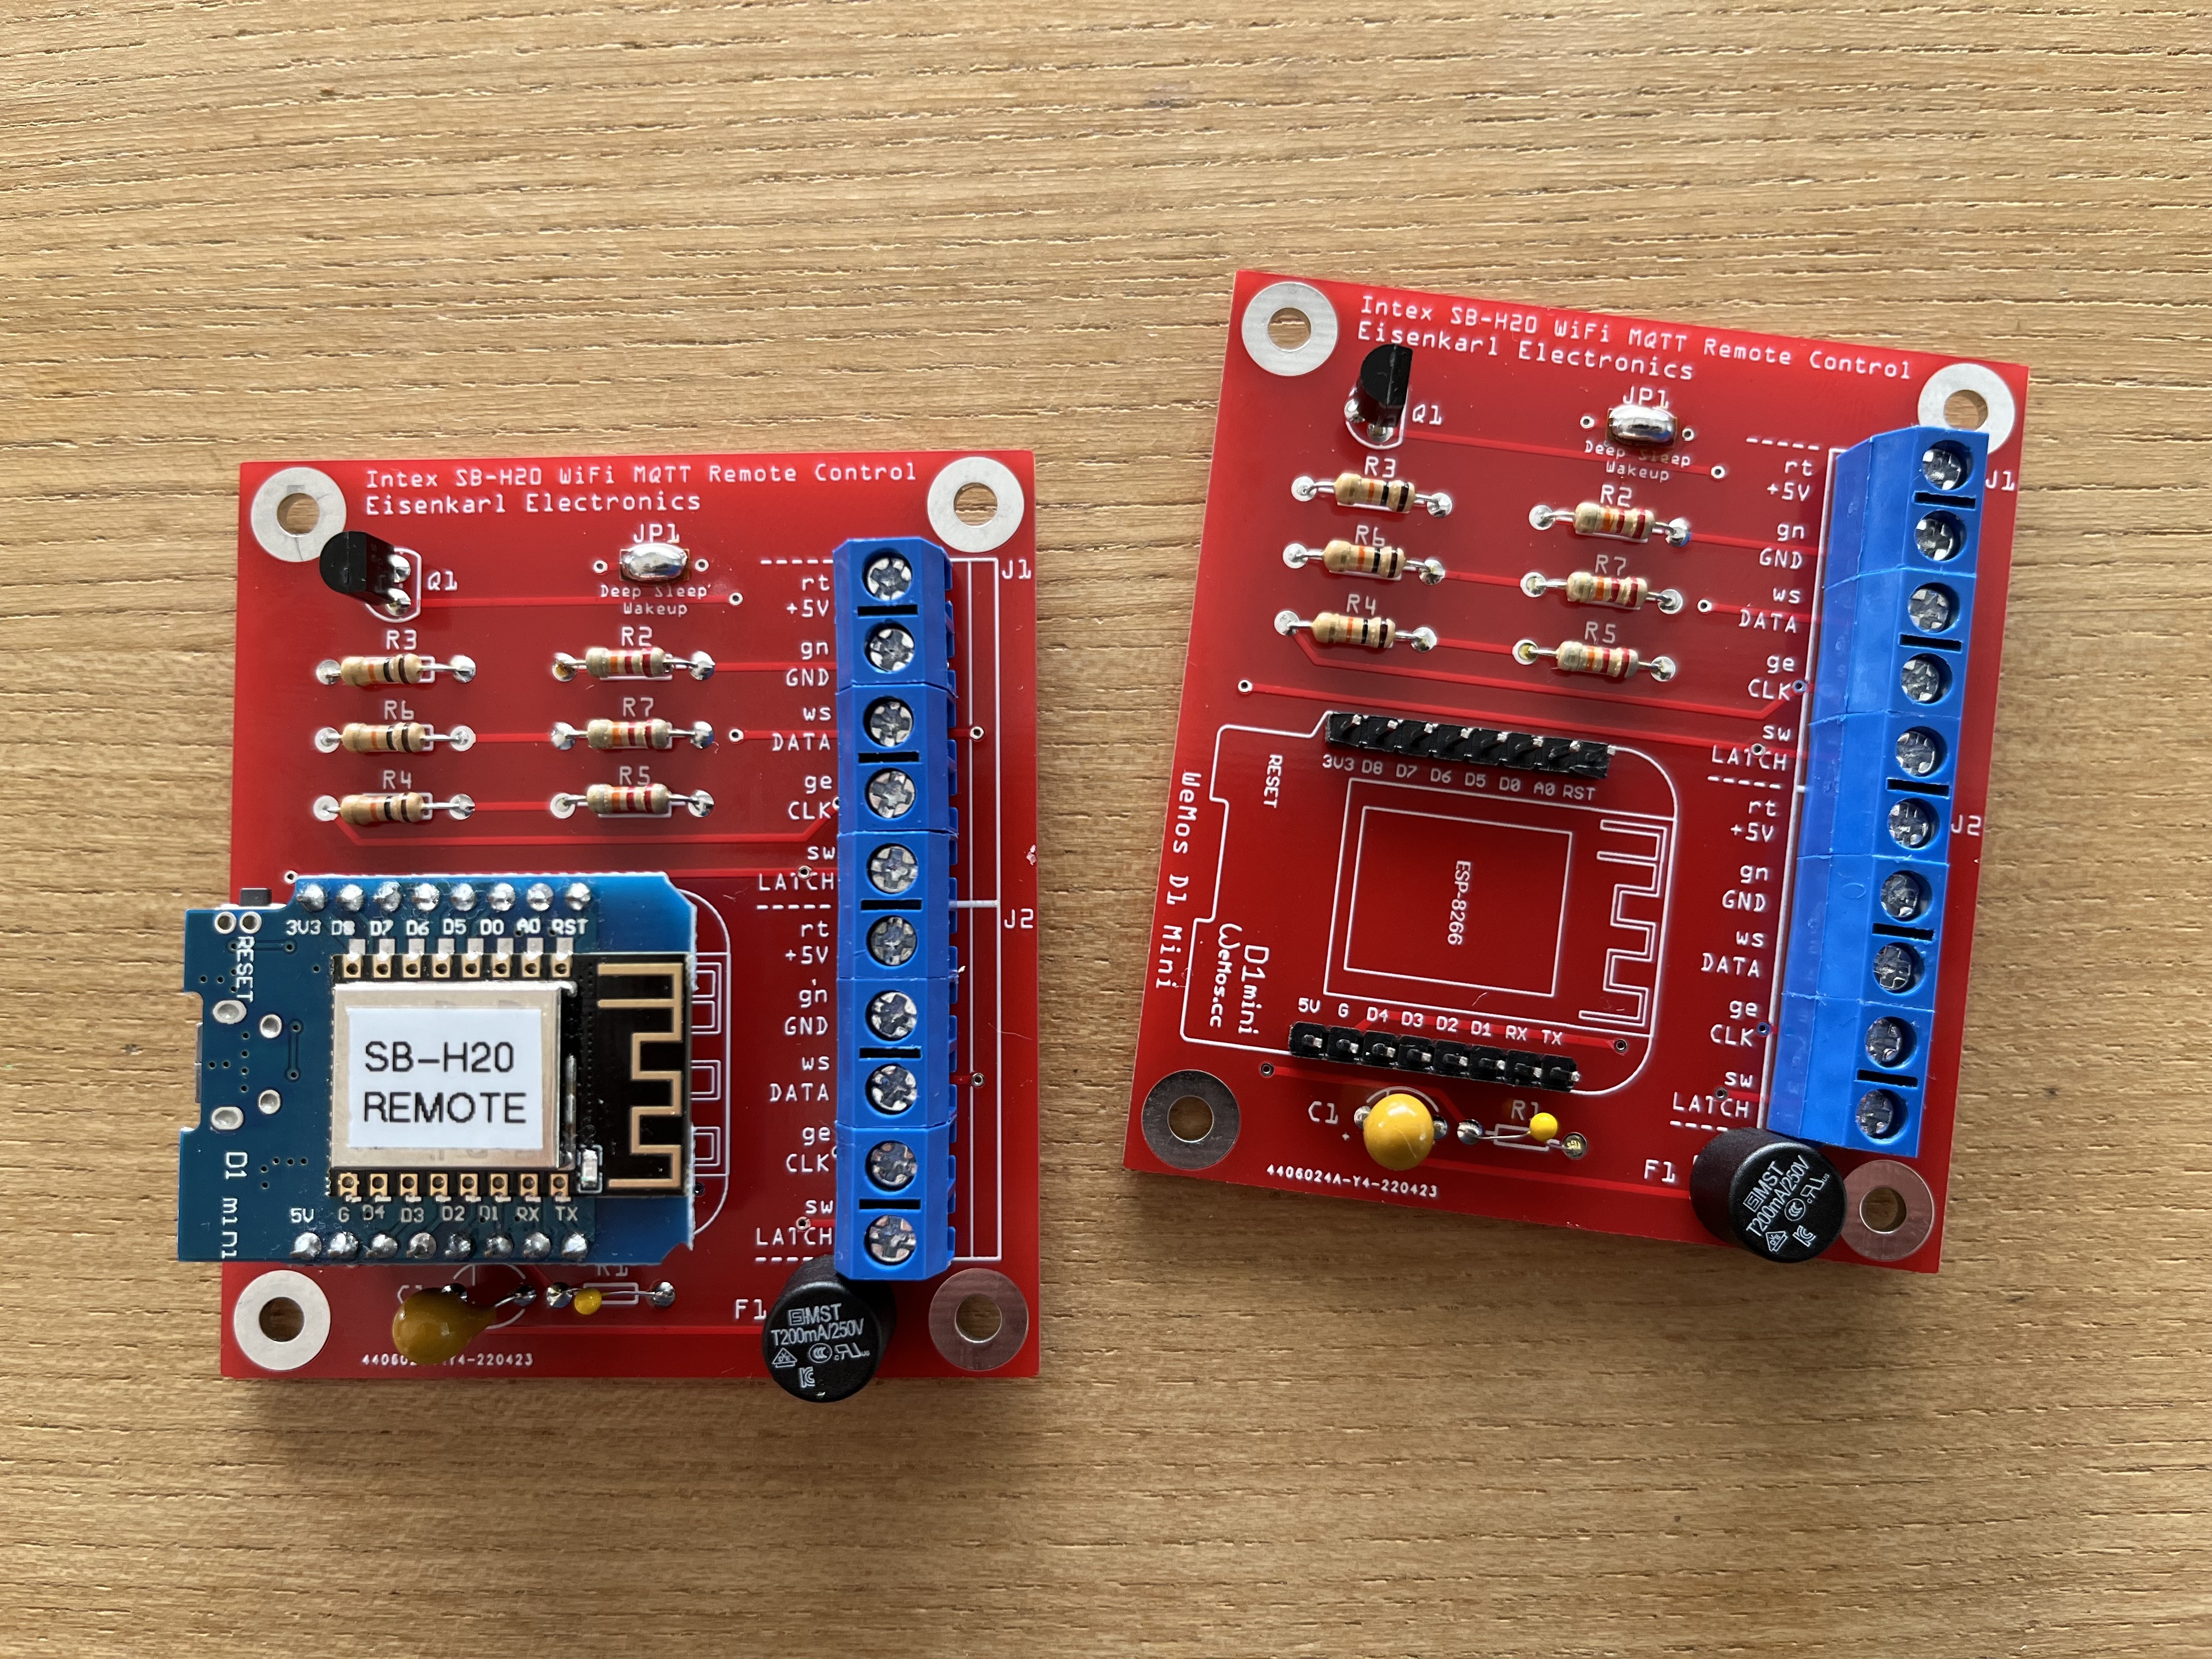 Intex SB-H20 WiFi MQTT Remote Control
Eisenkarl Electronics
JP1
Q1
Deep Sleep
Wakeup
J1
rt
+5V
R3
R2
gn
GND
R6
R7
ws
DATA
R4
R5
ge
CLK
sw
LATCH
J2
rt
+5V
gn
GND
ws
DATA
ge
CLK
sw
LATCH
3V3 D8 D7 D6 D5 D0 A0 RST
RESET
SB-H20
REMOTE
D1 mini
5V G D4 D3 D2 D1 RX TX
R1
F1
MST
T200mA/250V
Y4-220423
Intex SB-H20 WiFi MQTT Remote Control
Eisenkarl Electronics
JP1
Q1
Deep Sleep
Wakeup
J1
rt
+5V
R3
R2
gn
GND
R6
R7
ws
DATA
R4
R5
ge
CLK
sw
LATCH
3V3 D8 D7 D6 D5 D0 A0 RST
RESET
WeMos D1 Mini
ESP-8266
D1mini
WeMos.cc
J2
rt
+5V
gn
GND
ws
DATA
ge
CLK
sw
LATCH
5V G D4 D3 D2 D1 RX TX
C1
+
R1
F1
MST
T200mA/250V
4406024A-Y4-220423